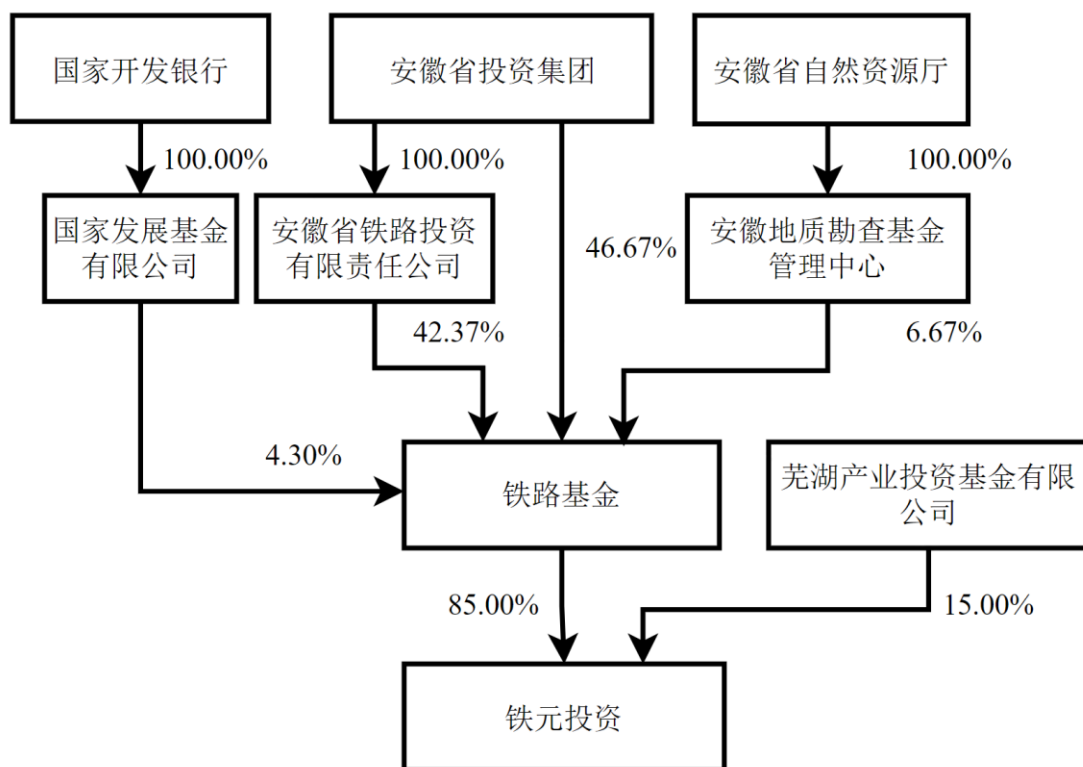 国家开发银行
安徽省投资集团
安徽省自然资源厅
100.00%
100.00%
100.00%
国家发展基金
有限公司
安徽省铁路投资
有限责任公司
46.67%
安徽地质勘查基金
管理中心
42.37%
6.67%
4.30%
铁路基金
芜湖产业投资基金有限
公司
85.00%
15.00%
铁元投资